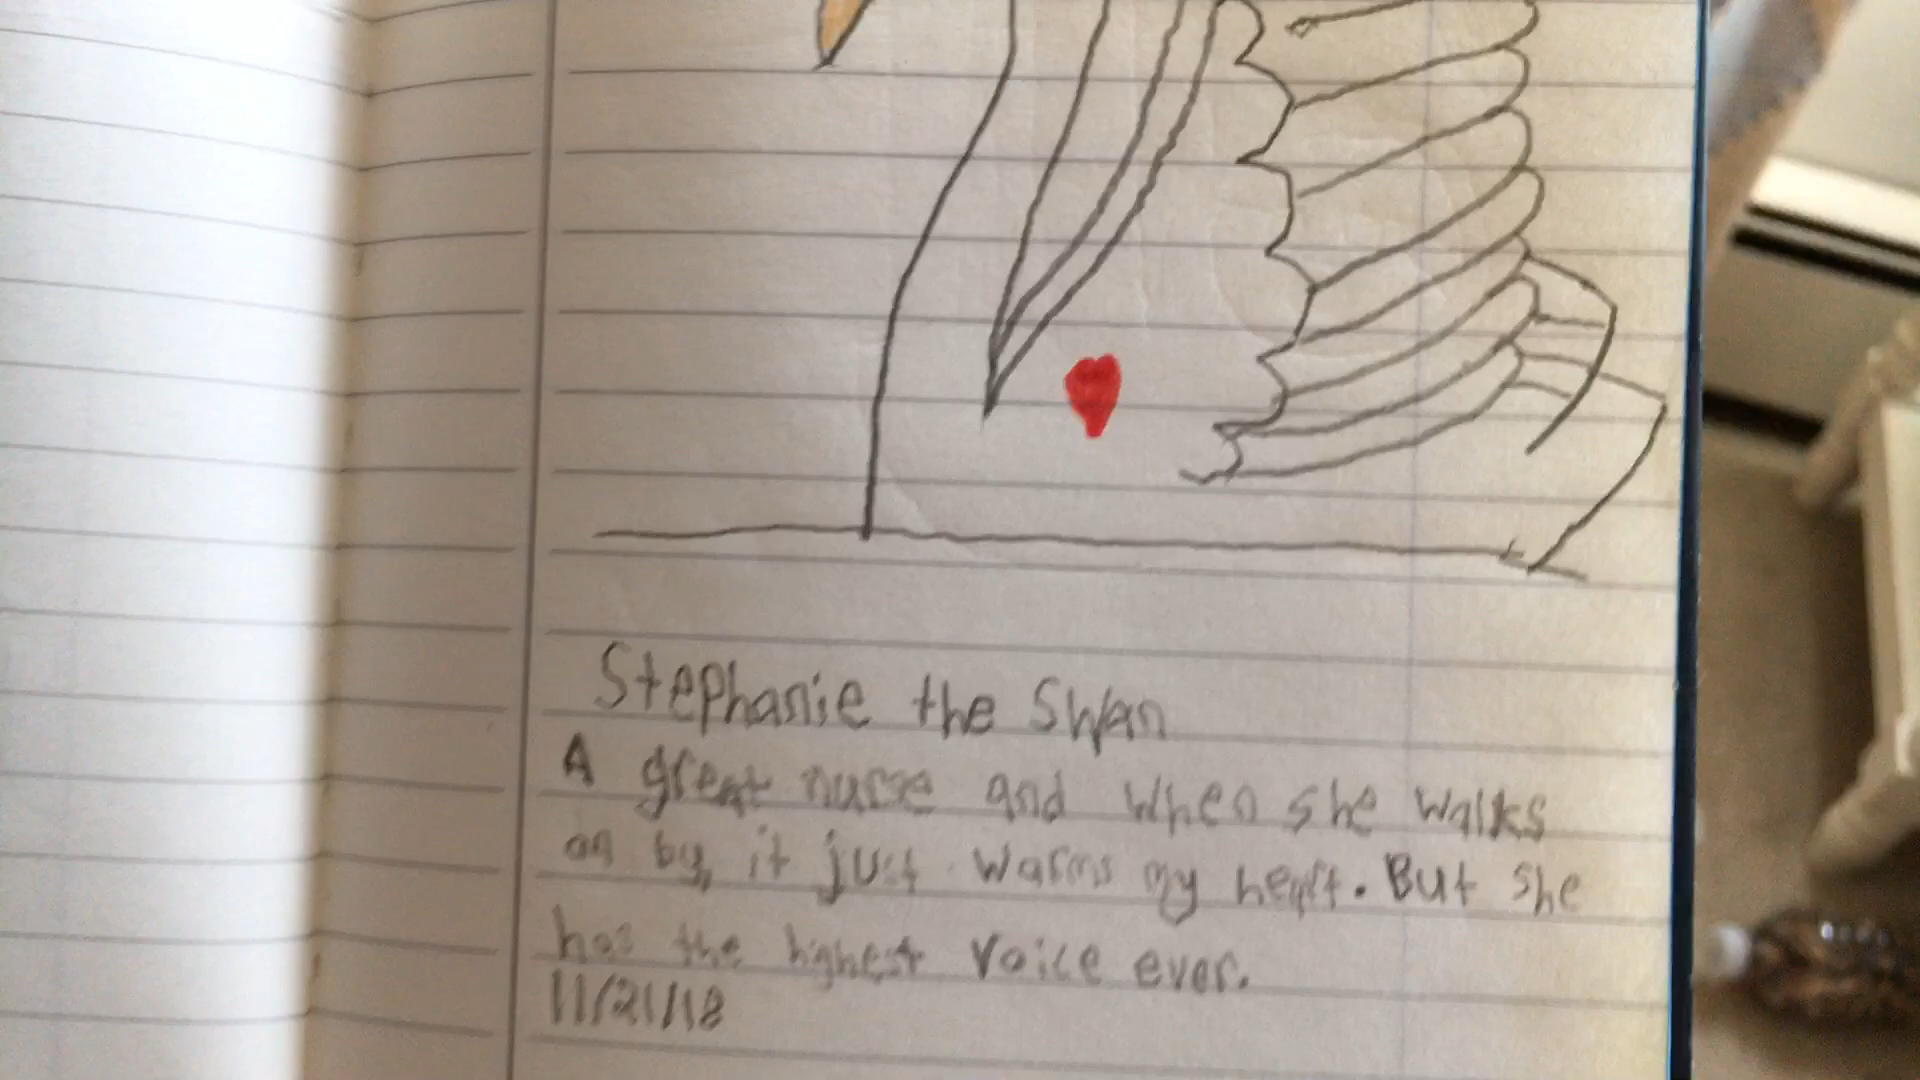 Stephanie the Swan
A great nurse and when she walks
on by, it just warms my heart. But she
has the highest voice ever.
11/21/18